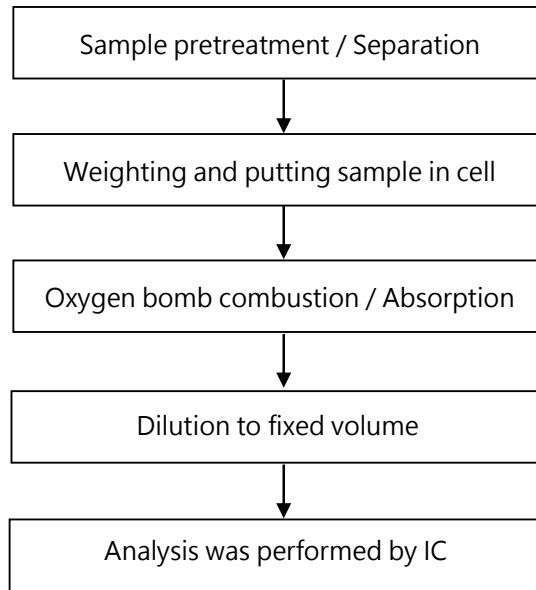 Sample pretreatment / Separation
Weighting and putting sample in cell
Oxygen bomb combustion / Absorption
Dilution to fixed volume
Analysis was performed by IC